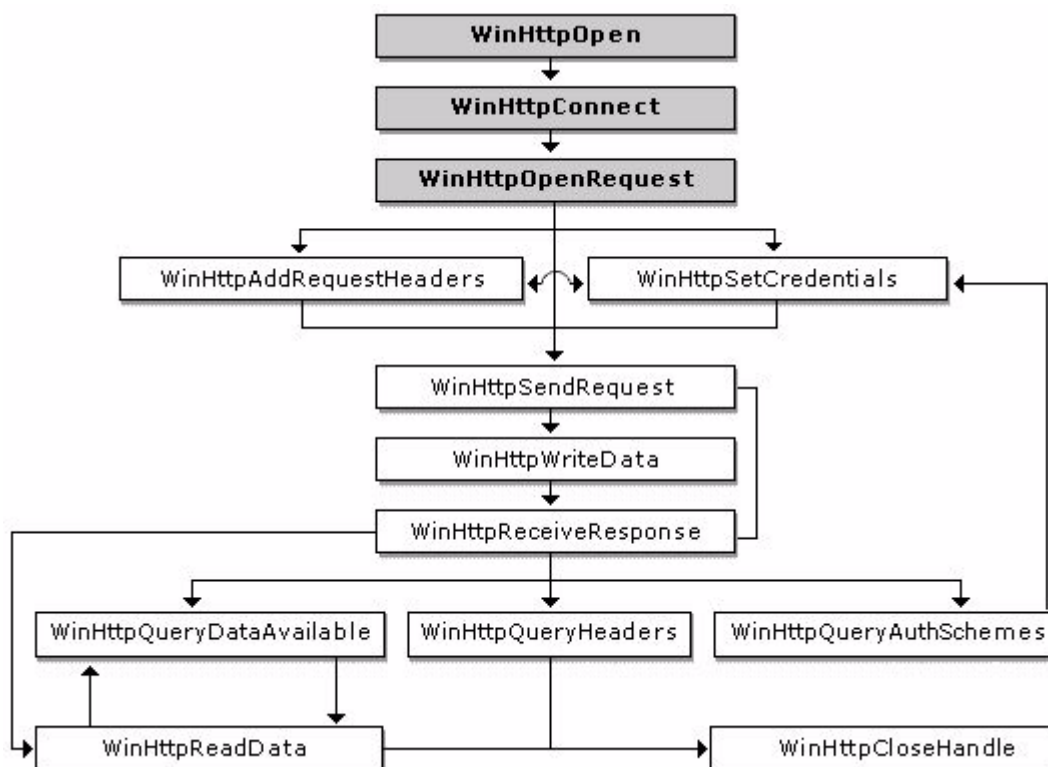 WinHttpOpen
WinHttpConnect
WinHttpOpenRequest
WinHttpAddRequestHeaders
WinHttpSetCredentials
WinHttpSendRequest
WinHttpWriteData
WinHttpReceiveResponse
WinHttpQueryDataAvailable
WinHttpQueryHeaders
WinHttpQueryAuthSchemes
WinHttpReadData
WinHttpCloseHandle